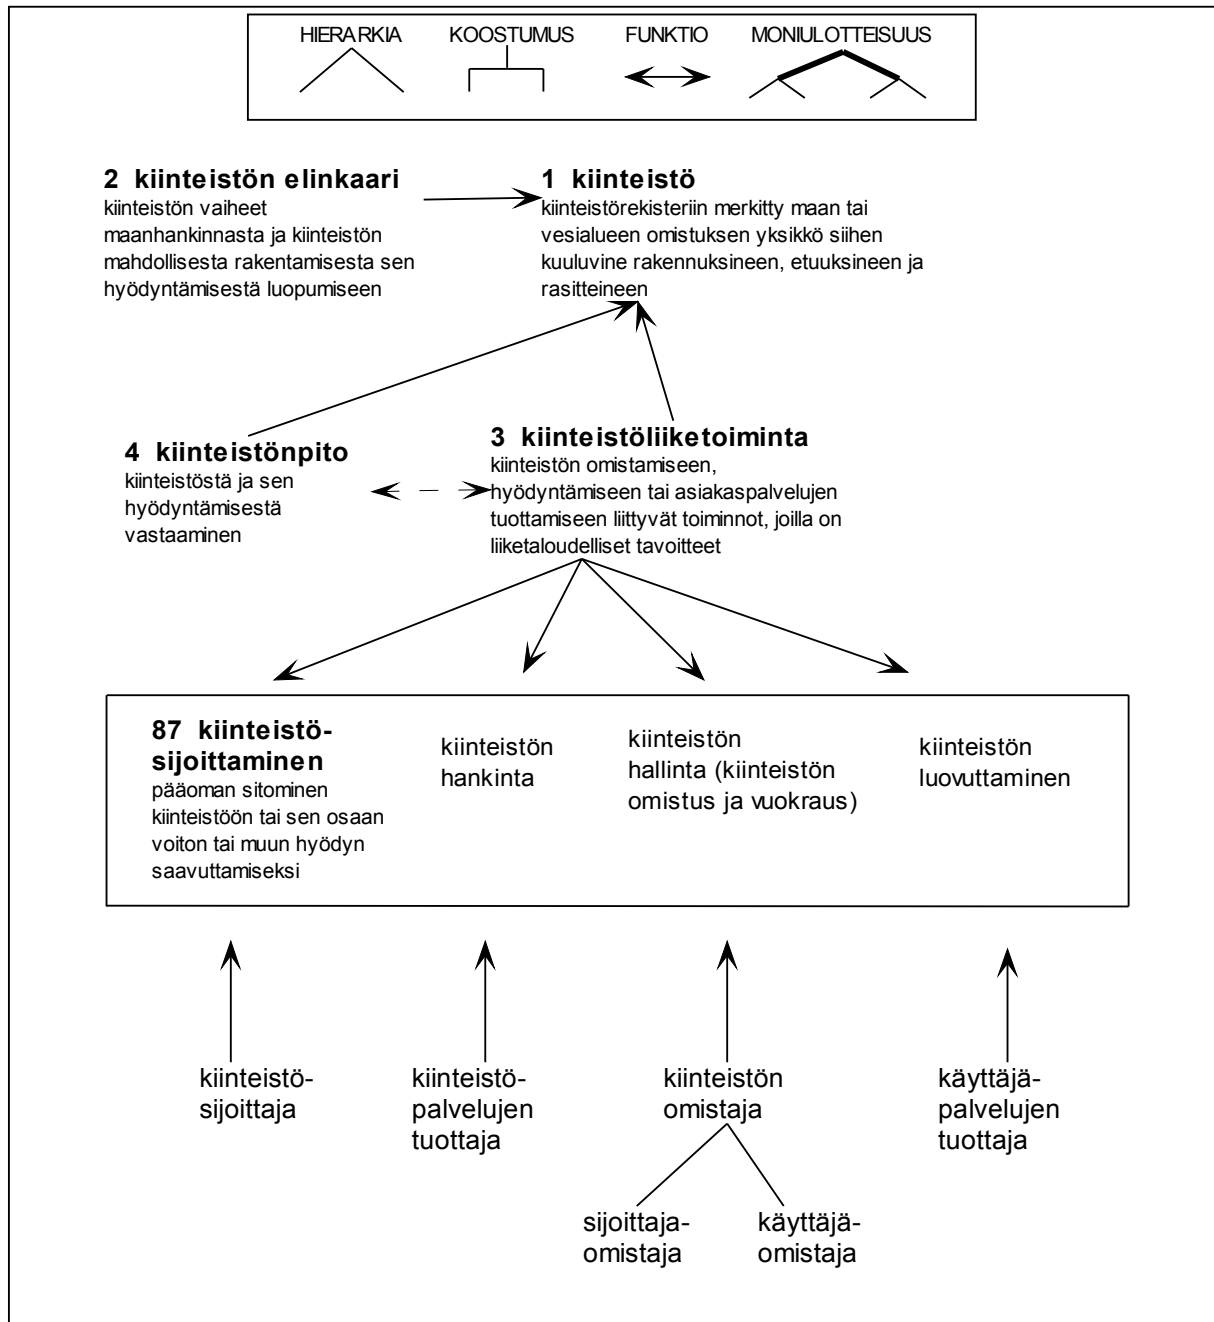 HIERARKIA KOOSTUMUS FUNKTIO MONIULOTTEISUUS
2 kiinteistön elinkaari
kiinteistön vaiheet
maanhankinnasta ja kiinteistön
mahdollisesta rakentamisesta sen
hyödyntämisestä luopumiseen
1 kiinteistö
kiinteistörekisteriin merkitty maan tai
vesialueen omistuksen yksikkö siihen
kuuluvine rakennuksineen, etuuksineen ja
rasitteineen
4 kiinteistönpito
kiinteistöstä ja sen
hyödyntämisestä
vastaaminen
3 kiinteistöliiketoiminta
kiinteistön omistamiseen,
hyödyntämiseen tai asiakaspalvelujen
tuottamiseen liittyvät toiminnot, joilla on
liiketaloudelliset tavoitteet
87 kiinteistö-
sijoittaminen
pääoman sitominen
kiinteistöön tai sen osaan
voiton tai muun hyödyn
saavuttamiseksi
kiinteistön
hankinta
kiinteistön
hallinta (kiinteistön
omistus ja vuokraus)
kiinteistön
luovuttaminen
kiinteistö-
sijoittaja
kiinteistö-
palvelujen
tuottaja
kiinteistön
omistaja
käyttäjä-
palvelujen
tuottaja
sijoittaja-
omistaja
käyttäjä-
omistaja